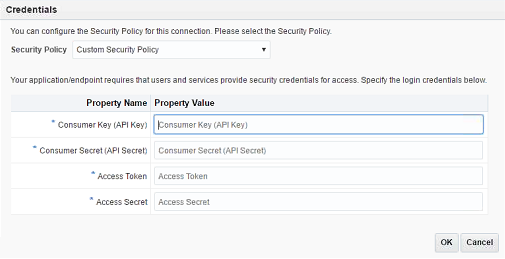 Credentials
You can configure the Security Policy for this connection. Please select the Security Policy.
Security Policy Custom Security Policy
Your application/endpoint requires that users and services provide security credentials for access. Specify the login credentials below.
Property Name Property Value
* Consumer Key (API Key) Consumer Key (API Key)
* Consumer Secret (API Secret) Consumer Secret (API Secret)
* Access Token Access Token
* Access Secret Access Secret
OK Cancel